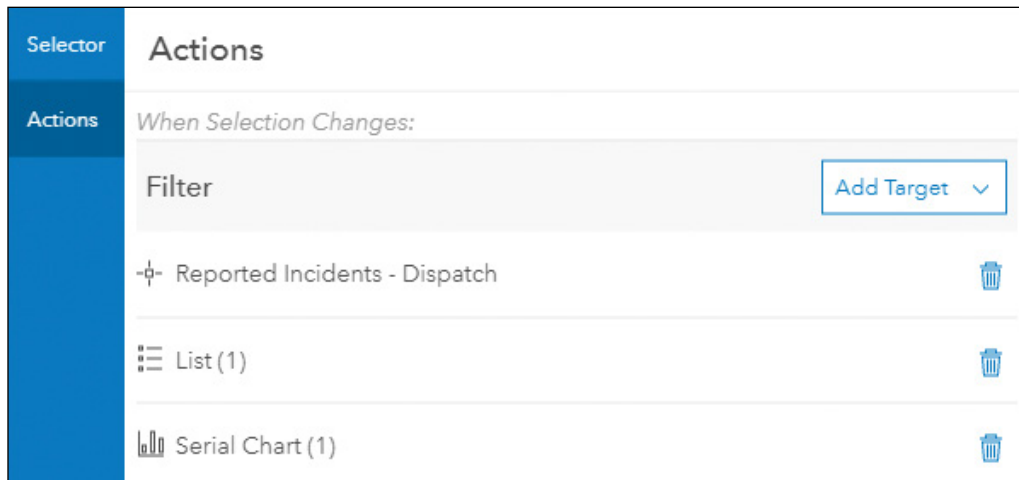 Selector
Actions
Actions
When Selection Changes:
Filter
Add Target
Reported Incidents - Dispatch
List (1)
Serial Chart (1)